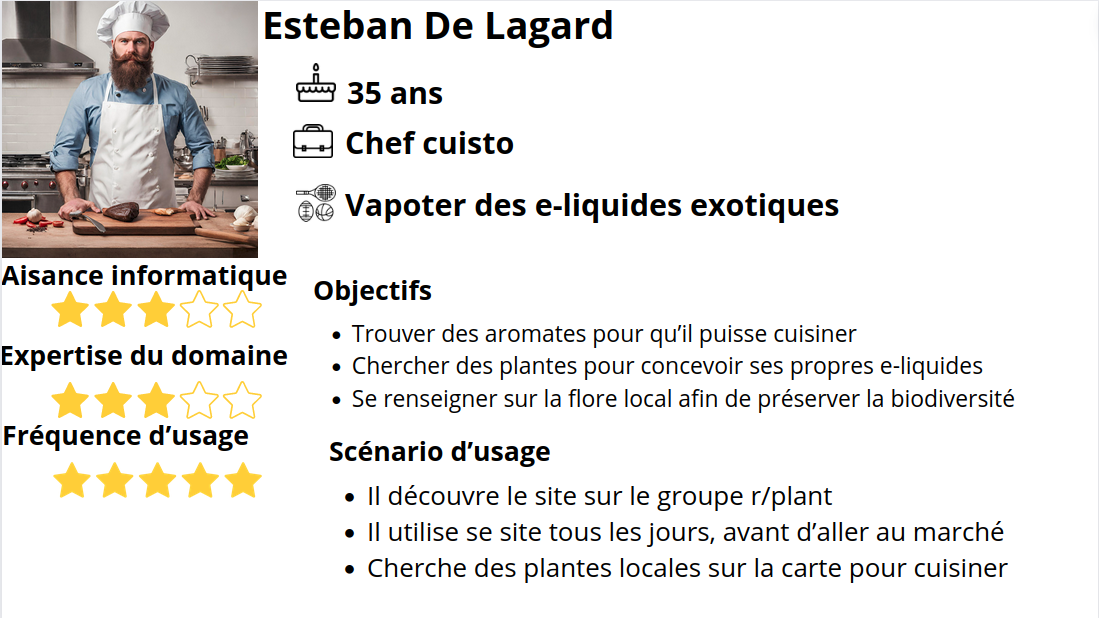 Esteban De Lagard
35 ans
Chef cuisto
Vapoter des e-liquides exotiques
Aisance informatique
Expertise du domaine
Fréquence d’usage
Objectifs
• Trouver des aromates pour qu’il puisse cuisiner
• Chercher des plantes pour concevoir ses propres e-liquides
• Se renseigner sur la flore local afin de préserver la biodiversité
Scénario d’usage
• Il découvre le site sur le groupe r/plant
• Il utilise se site tous les jours, avant d’aller au marché
• Cherche des plantes locales sur la carte pour cuisiner